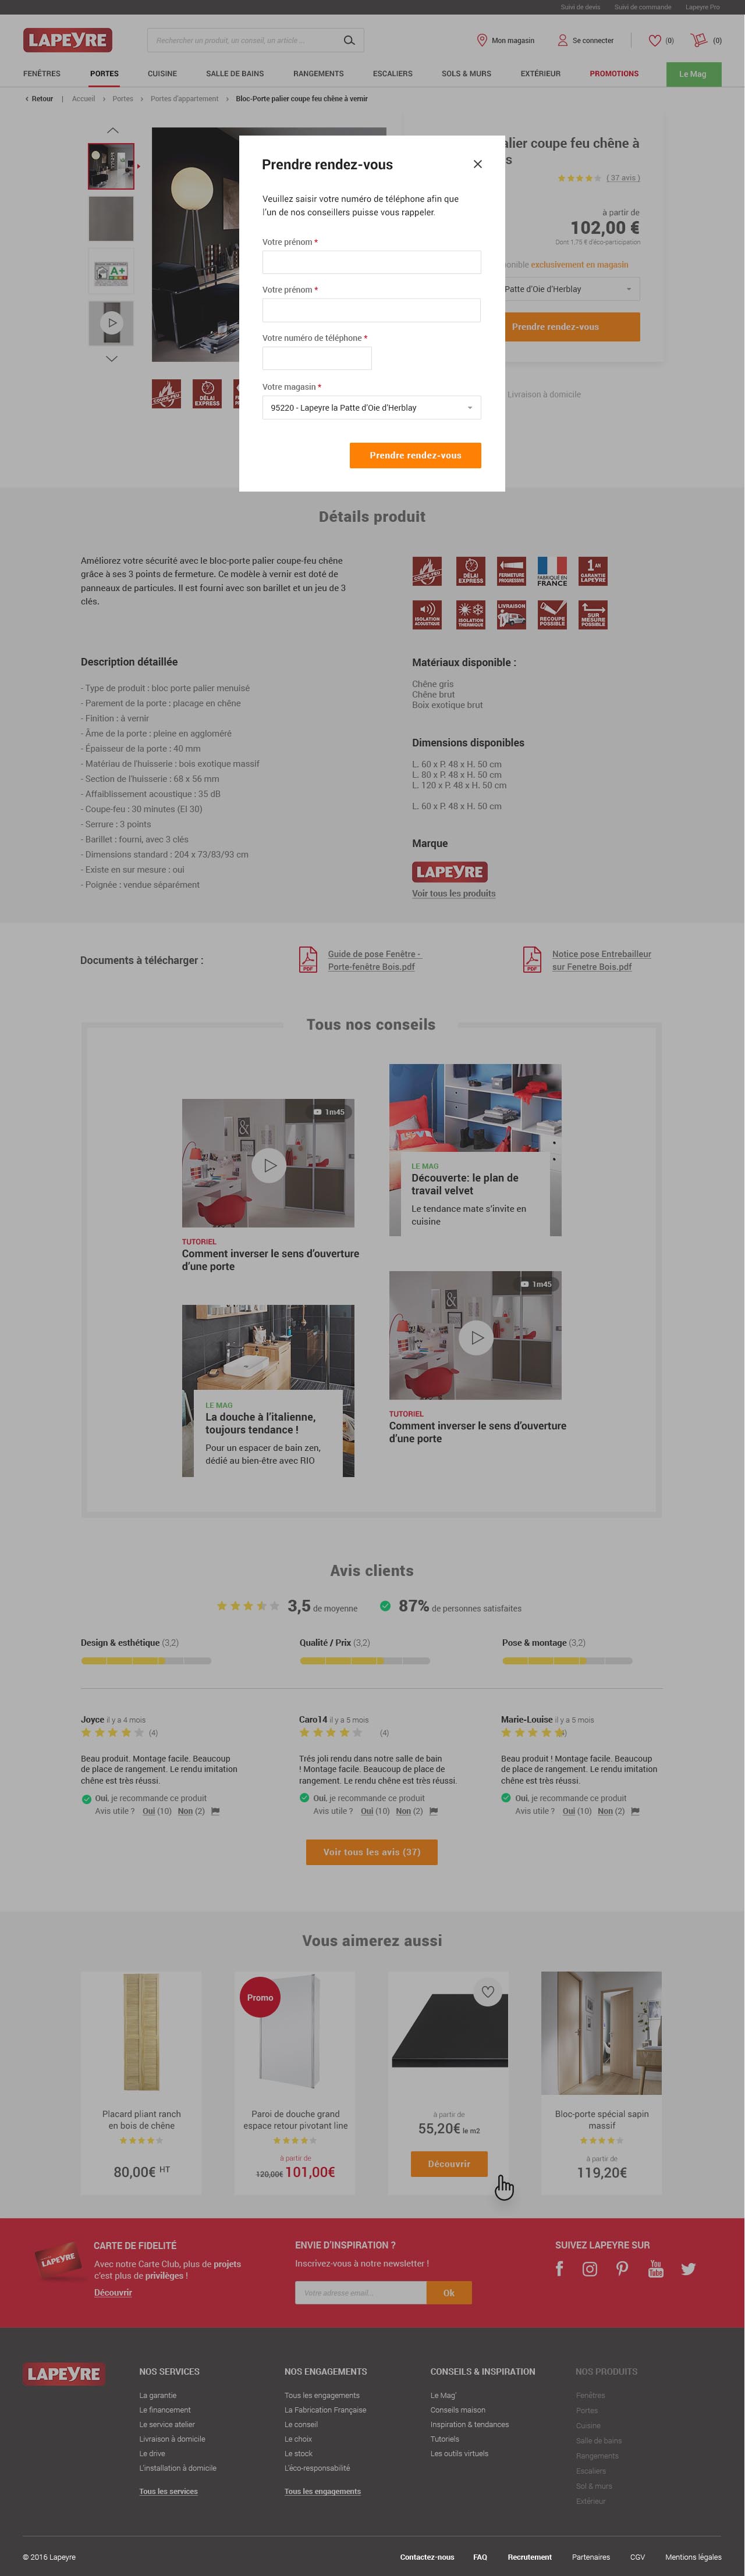 Suivi de devis Suivi de commande Lapeyre Pro
LAPEYRE
Rechercher un produit, un conseil, un article ...
Mon magasin Se connecter (0) (0)
FENÊTRES PORTES CUISINE SALLE DE BAINS RANGEMENTS ESCALIERS SOLS & MURS EXTÉRIEUR PROMOTIONS Le Mag
‹ Retour | Accueil › Portes › Portes d'appartement › Bloc-Porte palier coupe feu chêne à vernir
Prendre rendez-vous
Veuillez saisir votre numéro de téléphone afin que
l'un de nos conseillers puisse vous rappeler.
Votre prénom *
Votre prénom *
Votre numéro de téléphone *
Votre magasin *
95220 - Lapeyre la Patte d'Oie d'Herblay
Prendre rendez-vous
alier coupe feu chêne à
s
( 37 avis )
à partir de
102,00 €
Dont 1,75 € d'éco-participation
onible exclusivement en magasin
Patte d'Oie d'Herblay
Prendre rendez-vous
Livraison à domicile
A+
COUPE-FEU
DÉLAI
EXPRESS
Détails produit
Améliorez votre sécurité avec le bloc-porte palier coupe-feu chêne
grâce à ses 3 points de fermeture. Ce modèle à vernir est doté de
panneaux de particules. Il est fourni avec son barillet et un jeu de 3
clés.
COUPE-FEU
DÉLAI
EXPRESS
FERMETURE
PROGRESSIVE
FABRIQUÉ EN
FRANCE
1 AN
GARANTIE
LAPEYRE
ISOLATION
ACOUSTIQUE
ISOLATION
THERMIQUE
LIVRAISON
RECOUPE
POSSIBLE
SUR
MESURE
POSSIBLE
Description détaillée
- Type de produit : bloc porte palier menuisé
- Parement de la porte : placage en chêne
- Finition : à vernir
- Âme de la porte : pleine en aggloméré
- Épaisseur de la porte : 40 mm
- Matériau de l'huisserie : bois exotique massif
- Section de l'huisserie : 68 x 56 mm
- Affaiblissement acoustique : 35 dB
- Coupe-feu : 30 minutes (EI 30)
- Serrure : 3 points
- Barillet : fourni, avec 3 clés
- Dimensions standard : 204 x 73/83/93 cm
- Existe en sur mesure : oui
- Poignée : vendue séparément
Matériaux disponible :
Chêne gris
Chêne brut
Boix exotique brut
Dimensions disponibles
L. 60 x P. 48 x H. 50 cm
L. 80 x P. 48 x H. 50 cm
L. 120 x P. 48 x H. 50 cm
L. 60 x P. 48 x H. 50 cm
Marque
LAPEYRE
Voir tous les produits
Documents à télécharger :
PDF
Guide de pose Fenêtre -
Porte-fenêtre Bois.pdf
PDF
Notice pose Entrebailleur
sur Fenetre Bois.pdf
Tous nos conseils
1m45
TUTORIEL
Comment inverser le sens d'ouverture
d'une porte
LE MAG
Découverte: le plan de
travail velvet
Le tendance mate s'invite en
cuisine
LE MAG
La douche à l'italienne,
toujours tendance !
Pour un espacer de bain zen,
dédié au bien-être avec RIO
1m45
TUTORIEL
Comment inverser le sens d'ouverture
d'une porte
Avis clients
3,5 de moyenne 87% de personnes satisfaites
Design & esthétique (3,2) Qualité / Prix (3,2) Pose & montage (3,2)
Joyce il y a 4 mois
(4)
Beau produit. Montage facile. Beaucoup
de place de rangement. Le rendu imitation
chêne est très réussi.
Oui, je recommande ce produit
Avis utile ? Oui (10) Non (2)
Caro14 il y a 5 mois
(4)
Trés joli rendu dans notre salle de bain
! Montage facile. Beaucoup de place de
rangement. Le rendu chêne est très réussi.
Oui, je recommande ce produit
Avis utile ? Oui (10) Non (2)
Marie-Louise il y a 5 mois
(4)
Beau produit ! Montage facile. Beaucoup
de place de rangement. Le rendu imitation
chêne est très réussi.
Oui, je recommande ce produit
Avis utile ? Oui (10) Non (2)
Voir tous les avis (37)
Vous aimerez aussi
Placard pliant ranch
en bois de chêne
80,00€ HT
Promo
Paroi de douche grand
espace retour pivotant line
à partir de
120,00€ 101,00€
à parte de
55,20€ le m2
Découvrir
Bloc-porte spécial sapin
massif
à partir de
119,20€
LAPEYRE
CARTE DE FIDELITÉ
Avec notre Carte Club, plus de projets
c'est plus de privilèges !
Découvrir
ENVIE D'INSPIRATION ?
Inscrivez-vous à notre newsletter !
Votre adresse email...
Ok
SUIVEZ LAPEYRE SUR
You
Tube
LAPEYRE
NOS SERVICES
La garantie
Le financement
Le service atelier
Livraison à domicile
Le drive
L'installation à domicile
Tous les services
NOS ENGAGEMENTS
Tous les engagements
La Fabrication Française
Le conseil
Le choix
Le stock
L'éco-responsabilité
Tous les engagements
CONSEILS & INSPIRATION
Le Mag'
Conseils maison
Inspiration & tendances
Tutoriels
Les outils virtuels
NOS PRODUITS
Fenêtres
Portes
Cuisine
Salle de bains
Rangements
Escaliers
Sol & murs
Extérieur
© 2016 Lapeyre
Contactez-nous FAQ Recrutement Partenaires CGV Mentions légales